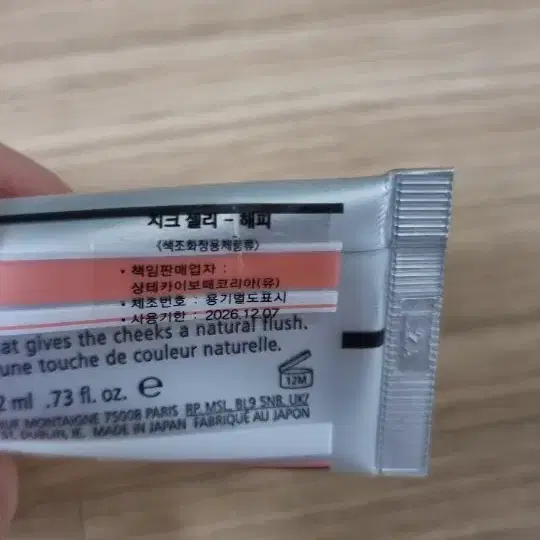 치크 젤리 - 해피
(색조화장용제품류)
• 책임판매업자 :
상테카이보떼코리아(유)
• 제조번호 : 용기별도표시
• 사용기한 : 2026.12.07
at gives the cheeks a natural flush.
une touche de couleur naturelle.
2 ml .73 fl. oz. e
12M
MONTAIGNE 75008 PARIS BP, MSL, BL9 5NB, UK/
ST, DUBLIN, IE. MADE IN JAPAN FABRIQUÉ AU JAPON